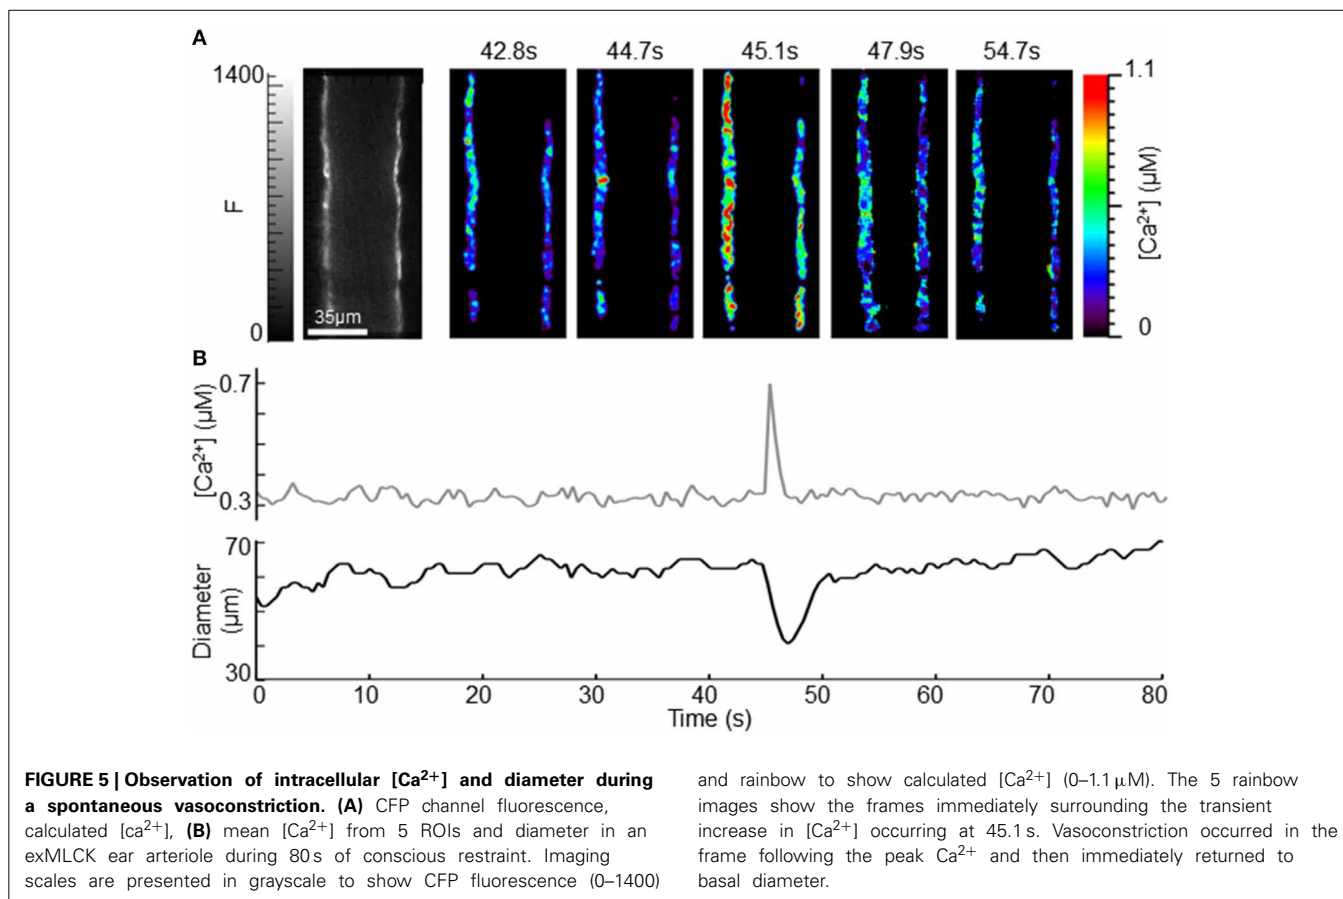 A
42.8s 44.7s 45.1s 47.9s 54.7s
1400
F
0
35µm
1.1
[Ca²⁺] (µM)
0
B
0.7
[Ca²⁺] (µM)
0.3
70
Diameter
(µm)
30
0 10 20 30 40 50 60 70 80
Time (s)
FIGURE 5 | Observation of intracellular [Ca²⁺] and diameter during
a spontaneous vasoconstriction. (A) CFP channel fluorescence,
calculated [ca²⁺], (B) mean [Ca²⁺] from 5 ROIs and diameter in an
exMLCK ear arteriole during 80 s of conscious restraint. Imaging
scales are presented in grayscale to show CFP fluorescence (0–1400)
and rainbow to show calculated [Ca²⁺] (0–1.1 µM). The 5 rainbow
images show the frames immediately surrounding the transient
increase in [Ca²⁺] occurring at 45.1 s. Vasoconstriction occurred in the
frame following the peak Ca²⁺ and then immediately returned to
basal diameter.